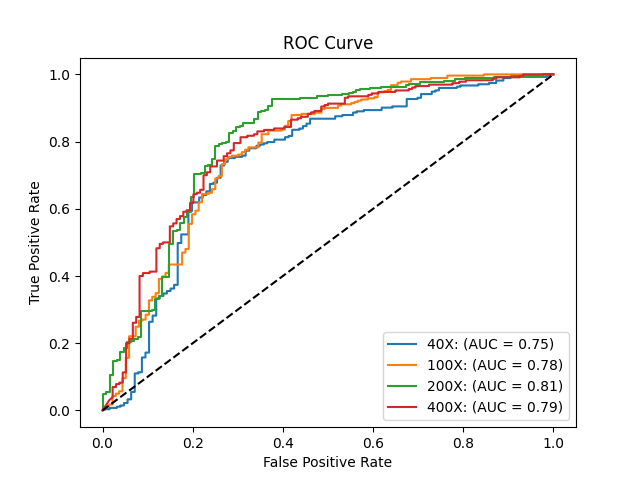 ROC Curve
1.0
0.8
0.6
0.4
0.2
0.0
True Positive Rate
40X: (AUC = 0.75)
100X: (AUC = 0.78)
200X: (AUC = 0.81)
400X: (AUC = 0.79)
0.0 0.2 0.4 0.6 0.8 1.0
False Positive Rate